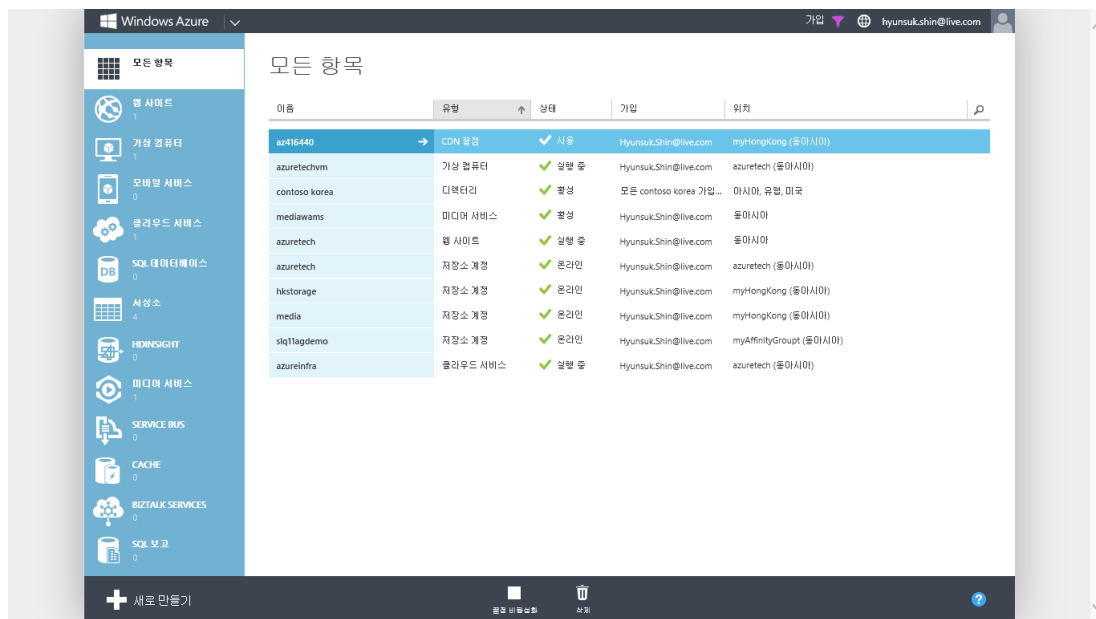 Windows Azure
가입
hyunsuk.shin@live.com
모든 항목
웹 사이트
1
가상 컴퓨터
1
모바일 서비스
0
클라우드 서비스
1
SQL 데이터베이스
0
DB
저장소
4
HDINSIGHT
0
미디어 서비스
1
SERVICE BUS
0
CACHE
0
BIZTALK SERVICES
0
SQL 보고
0
모든 항목
이름 유형 상태 가입 위치
az416440 CDN 끝점 사용 Hyunsuk.Shin@live.com myHongKong (동아시아)
azuretechvm 가상 컴퓨터 실행 중 Hyunsuk.Shin@live.com azuretech (동아시아)
contoso korea 디렉터리 활성 모든 contoso korea 가입... 아시아, 유럽, 미국
mediawams 미디어 서비스 활성 Hyunsuk.Shin@live.com 동아시아
azuretech 웹 사이트 실행 중 Hyunsuk.Shin@live.com 동아시아
azuretech 저장소 계정 온라인 Hyunsuk.Shin@live.com azuretech (동아시아)
hkstorage 저장소 계정 온라인 Hyunsuk.Shin@live.com myHongKong (동아시아)
media 저장소 계정 온라인 Hyunsuk.Shin@live.com myHongKong (동아시아)
slq11agdemo 저장소 계정 온라인 Hyunsuk.Shin@live.com myAffinityGroupt (동아시아)
azureinfra 클라우드 서비스 실행 중 Hyunsuk.Shin@live.com azuretech (동아시아)
새로 만들기
끝점 비활성화
삭제
?